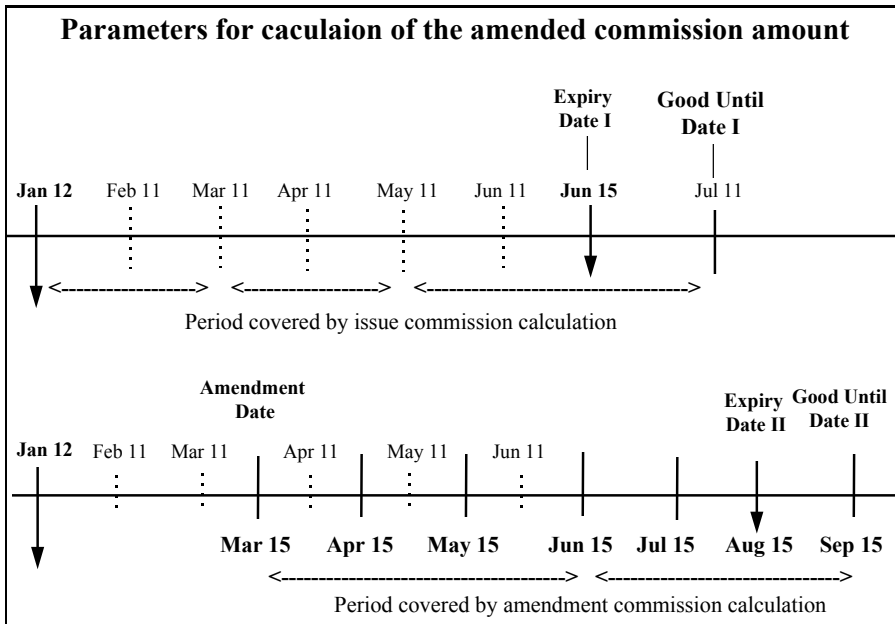 Parameters for caculaion of the amended commission amount
Expiry
Date I
Good Until
Date I
Jan 12 Feb 11 Mar 11 Apr 11 May 11 Jun 11 Jun 15 Jul 11
Period covered by issue commission calculation
Amendment
Date
Expiry
Date II
Good Until
Date II
Jan 12 Feb 11 Mar 11 Apr 11 May 11 Jun 11
Mar 15 Apr 15 May 15 Jun 15 Jul 15 Aug 15 Sep 15
Period covered by amendment commission calculation